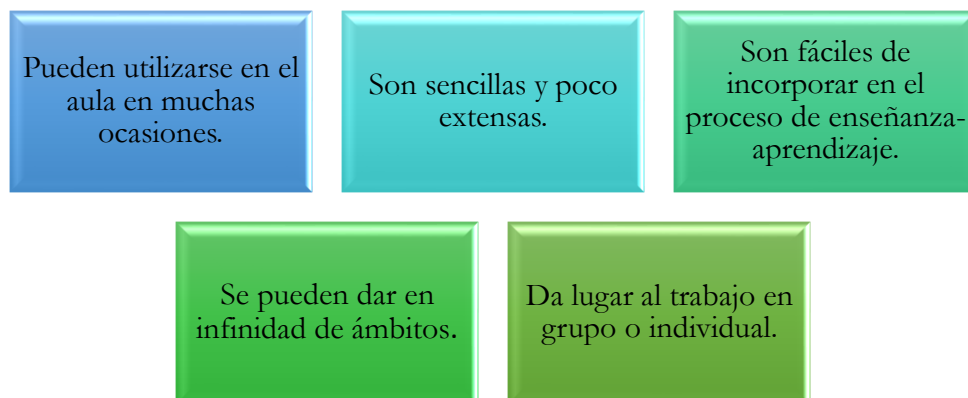 Pueden utilizarse en el
aula en muchas
ocasiones.
Son sencillas y poco
extensas.
Son fáciles de
incorporar en el
proceso de enseñanza-
aprendizaje.
Se pueden dar en
infinidad de ámbitos.
Da lugar al trabajo en
grupo o individual.